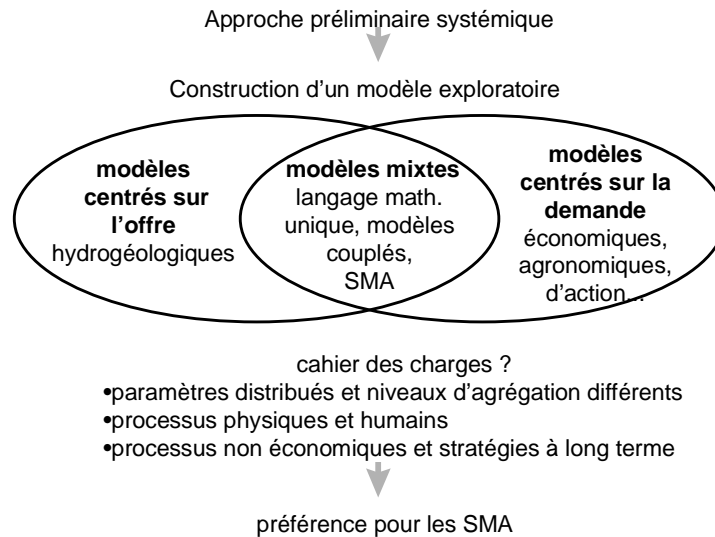 Approche préliminaire systémique
Construction d'un modèle exploratoire
modèles
centrés sur
l'offre
hydrogéologiques
modèles mixtes
langage math.
unique, modèles
couplés,
SMA
modèles
centrés sur la
demande
économiques,
agronomiques,
d'action...
cahier des charges ?
•paramètres distribués et niveaux d'agrégation différents
•processus physiques et humains
•processus non économiques et stratégies à long terme
préférence pour les SMA